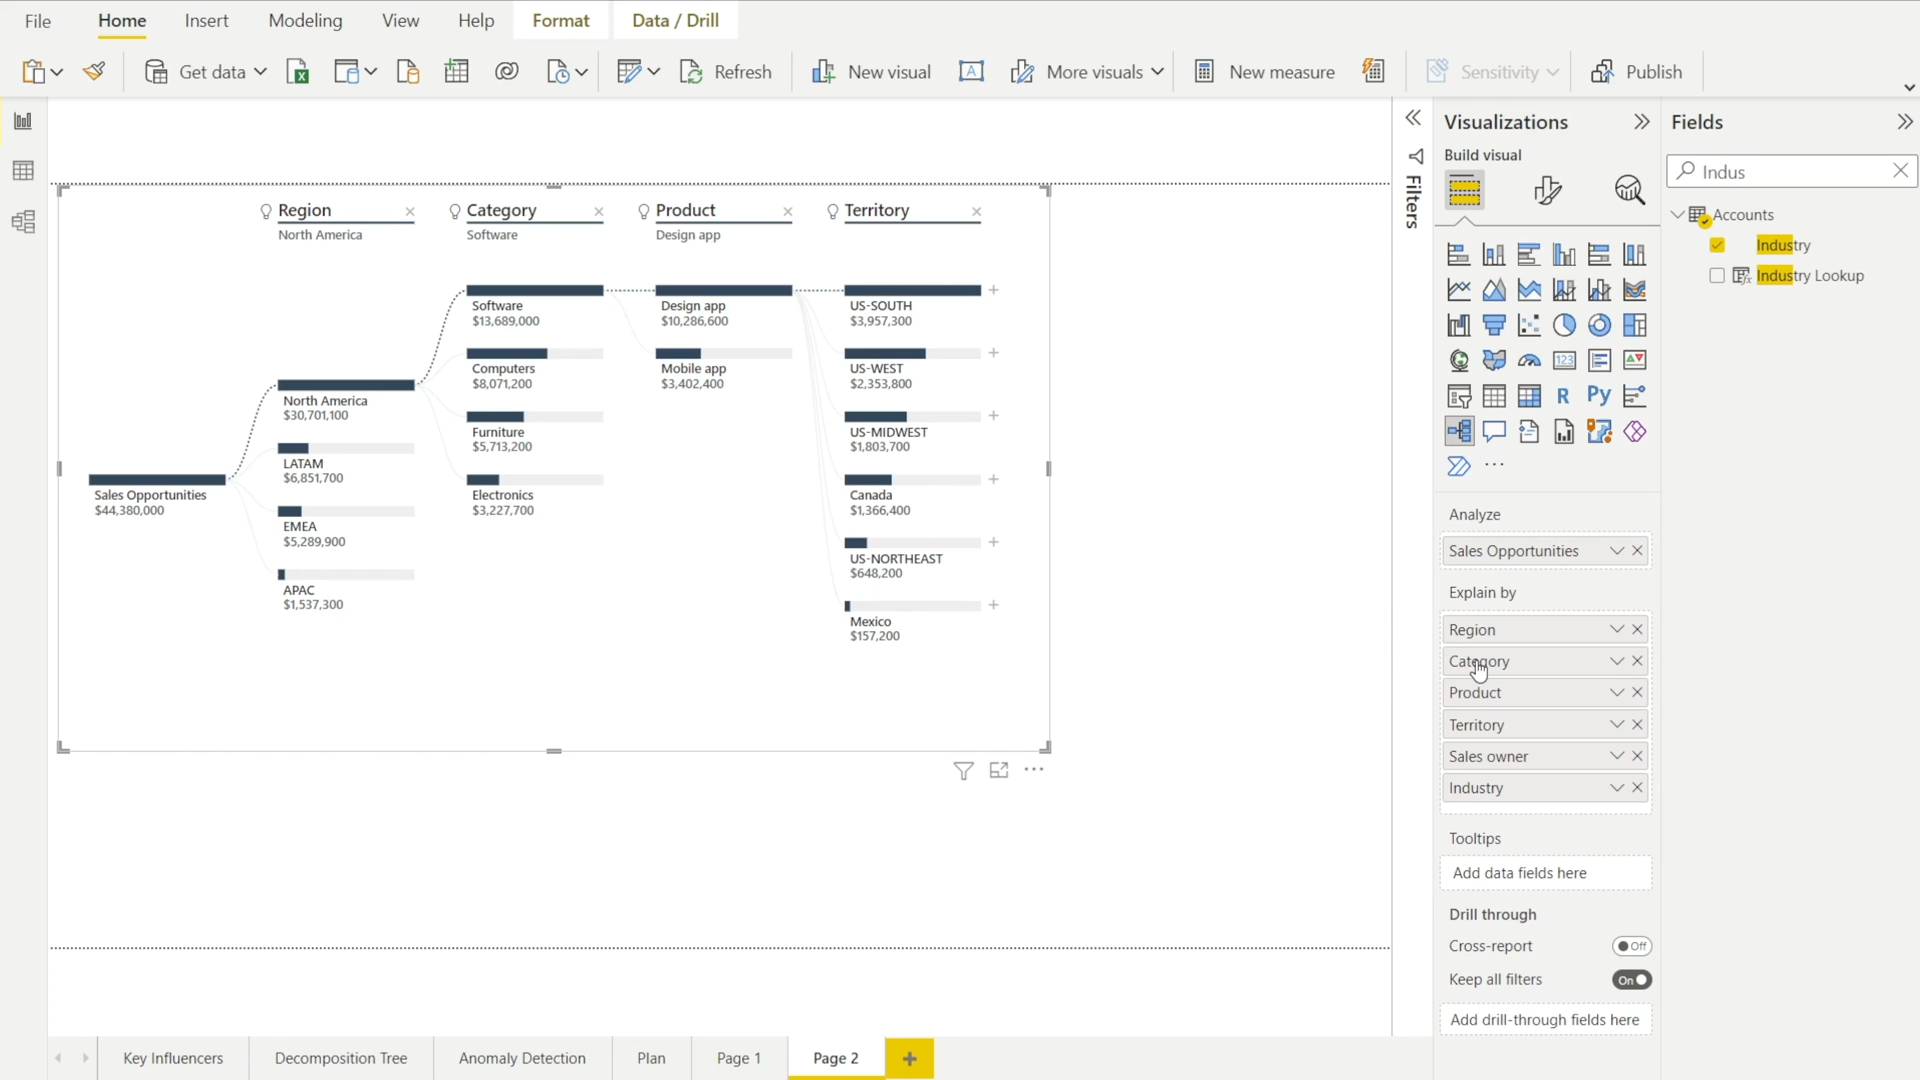 File Home Insert Modeling View Help Format Data / Drill
Get data Refresh New visual A More visuals New measure Sensitivity Publish
Visualizations
Fields
Build visual
Indus
Filters
Accounts
Industry
Industry Lookup
Region Category Product Territory
North America Software Design app
Software
$13,689,000
Computers
$8,071,200
Furniture
$5,713,200
Electronics
$3,227,700
Design app
$10,286,600
Mobile app
$3,402,400
US-SOUTH
$3,957,300
US-WEST
$2,353,800
US-MIDWEST
$1,803,700
Canada
$1,366,400
US-NORTHEAST
$648,200
Mexico
$157,200
North America
$30,701,100
LATAM
$6,851,700
EMEA
$5,289,900
APAC
$1,537,300
Sales Opportunities
$44,380,000
123
R Py
Analyze
Sales Opportunities
Explain by
Region
Category
Product
Territory
Sales owner
Industry
Tooltips
Add data fields here
Drill through
Cross-report Off
Keep all filters On
Add drill-through fields here
Key Influencers Decomposition Tree Anomaly Detection Plan Page 1 Page 2